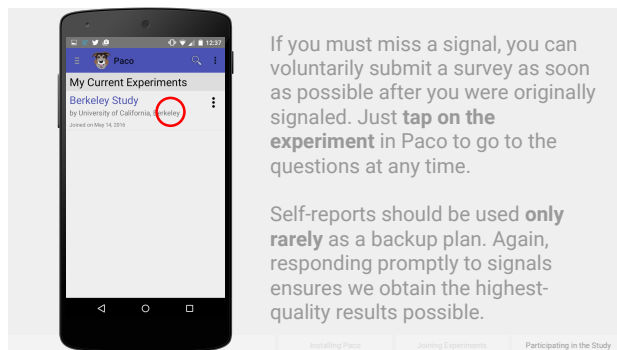 12:37
Paco
My Current Experiments
Berkeley Study
by University of California, Berkeley
Joined on May 14, 2016
If you must miss a signal, you can
voluntarily submit a survey as soon
as possible after you were originally
signaled. Just tap on the
experiment in Paco to go to the
questions at any time.
Self-reports should be used only
rarely as a backup plan. Again,
responding promptly to signals
ensures we obtain the highest-
quality results possible.
Installing Paco
Joining Experiments
Participating in the Study